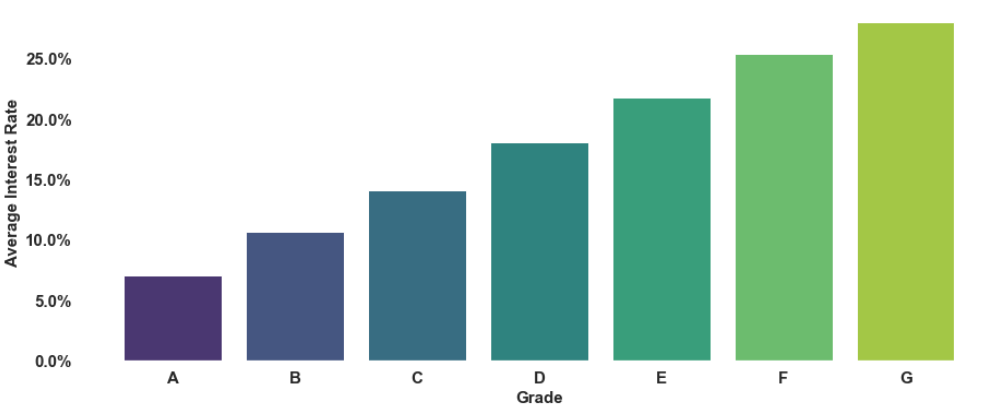 Average Interest Rate
25.0%
20.0%
15.0%
10.0%
5.0%
0.0%
A B C D E F G
Grade